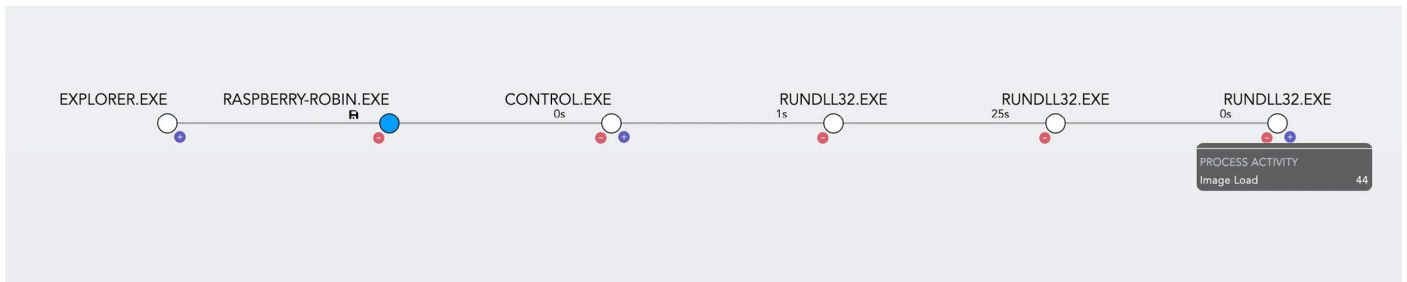 EXPLORER.EXE RASPBERRY-ROBIN.EXE CONTROL.EXE RUNDLL32.EXE RUNDLL32.EXE RUNDLL32.EXE
0s 1s 25s 0s
PROCESS ACTIVITY
Image Load 44